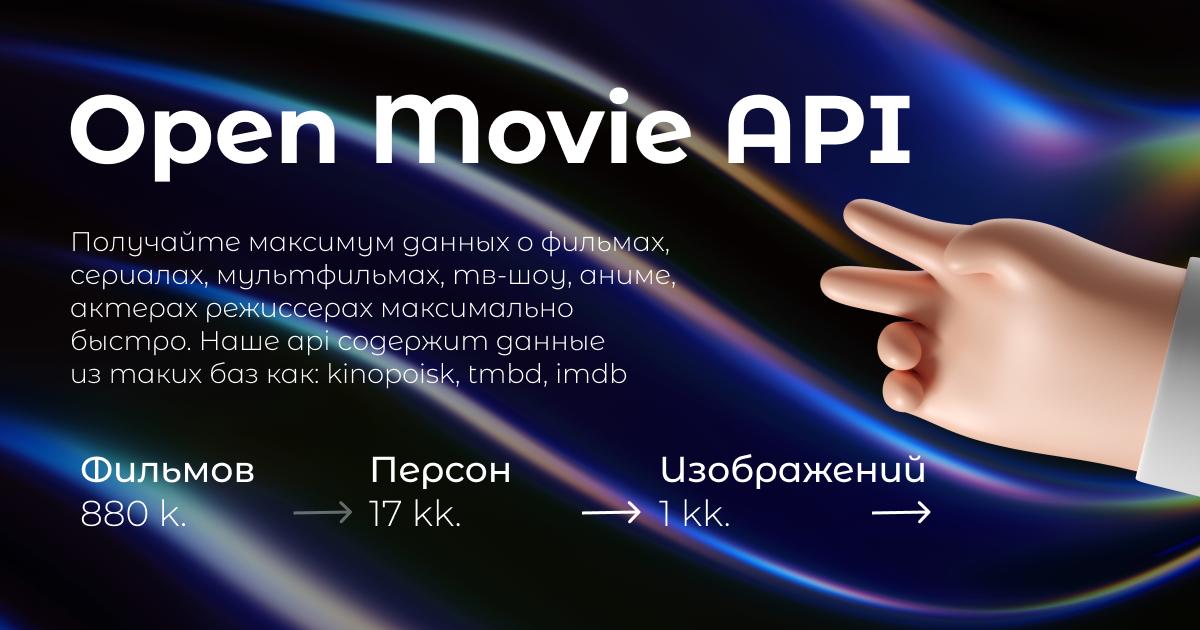 Open Movie API
Получайте максимум данных о фильмах,
сериалах, мультфильмах, тв-шоу, аниме,
актерах режиссерах максимально
быстро. Наше api содержит данные
из таких баз как: kinopoisk, tmbd, imdb
Фильмов
880 k.
Персон
17 kk.
Изображений
1 kk.